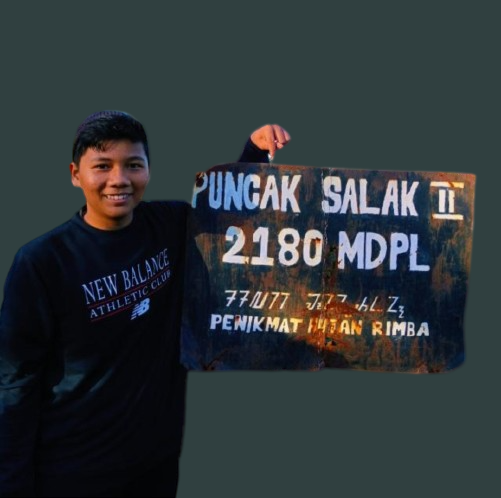 PUNCAK SALAK II
2180 MDPL
PENIKMAT HUTAN RIMBA
NEW BALANCE
ATHLETIC CLUB
NB